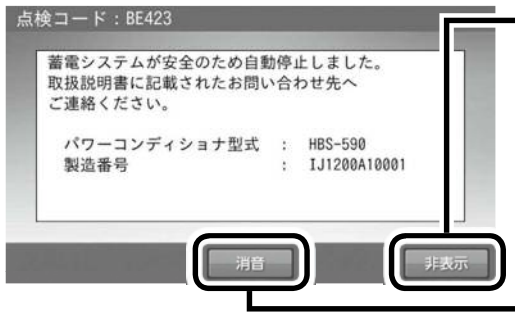 点検コード：BE423
蓄電システムが安全のため自動停止しました。
取扱説明書に記載されたお問い合わせ先へ
ご連絡ください。
パワーコンディショナ型式 : HBS-590
製造番号 : IJ1200A10001
消音
非表示